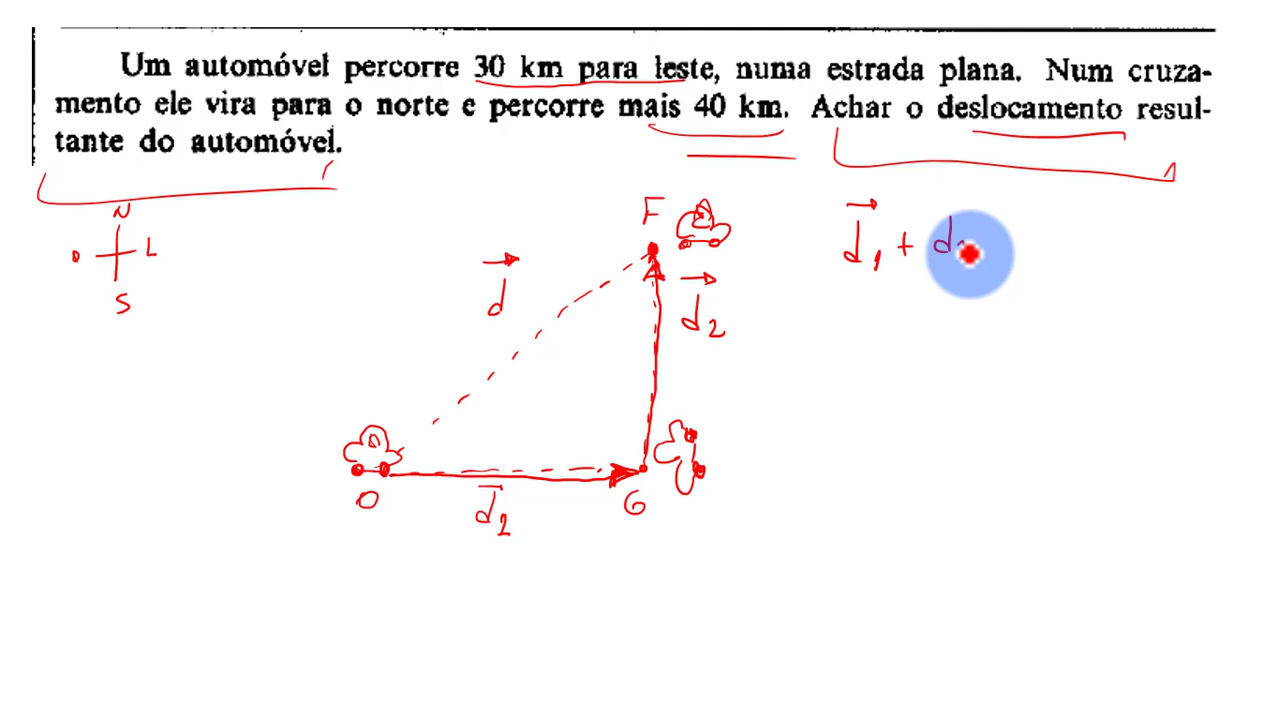 Um automóvel percorre 30 km para leste, numa estrada plana. Num cruza-
mento ele vira para o norte e percorre mais 40 km. Achar o deslocamento resul-
tante do automóvel.
N
O L
S
F
d
d₂
d₁ + d
O
d₂
G